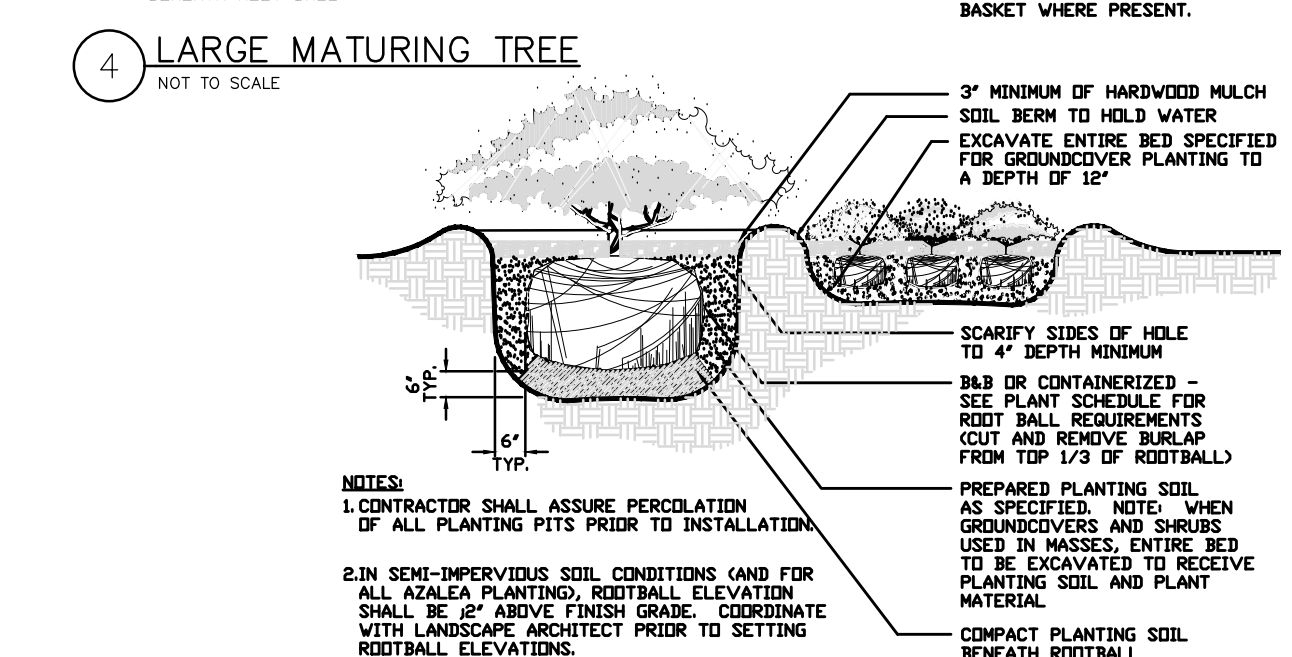 BASKET WHERE PRESENT.
4
LARGE MATURING TREE
NOT TO SCALE
3" MINIMUM OF HARDWOOD MULCH
SOIL BERM TO HOLD WATER
EXCAVATE ENTIRE BED SPECIFIED
FOR GROUNDCOVER PLANTING TO
A DEPTH OF 12"
SCARIFY SIDES OF HOLE
TO 4" DEPTH MINIMUM
B&B OR CONTAINERIZED -
SEE PLANT SCHEDULE FOR
ROOT BALL REQUIREMENTS
(CUT AND REMOVE BURLAP
FROM TOP 1/3 OF ROOTBALL)
PREPARED PLANTING SOIL
AS SPECIFIED. NOTE: WHEN
GROUNDCOVERS AND SHRUBS
USED IN MASSES, ENTIRE BED
TO BE EXCAVATED TO RECEIVE
PLANTING SOIL AND PLANT
MATERIAL
COMPACT PLANTING SOIL
BENEATH ROOTBALL
6"
TYP.
6"
TYP.
NOTES:
1. CONTRACTOR SHALL ASSURE PERCOLATION
OF ALL PLANTING PITS PRIOR TO INSTALLATION.
2.IN SEMI-IMPERVIOUS SOIL CONDITIONS (AND FOR
ALL AZALEA PLANTING), ROOTBALL ELEVATION
SHALL BE 2" ABOVE FINISH GRADE. COORDINATE
WITH LANDSCAPE ARCHITECT PRIOR TO SETTING
ROOTBALL ELEVATIONS.